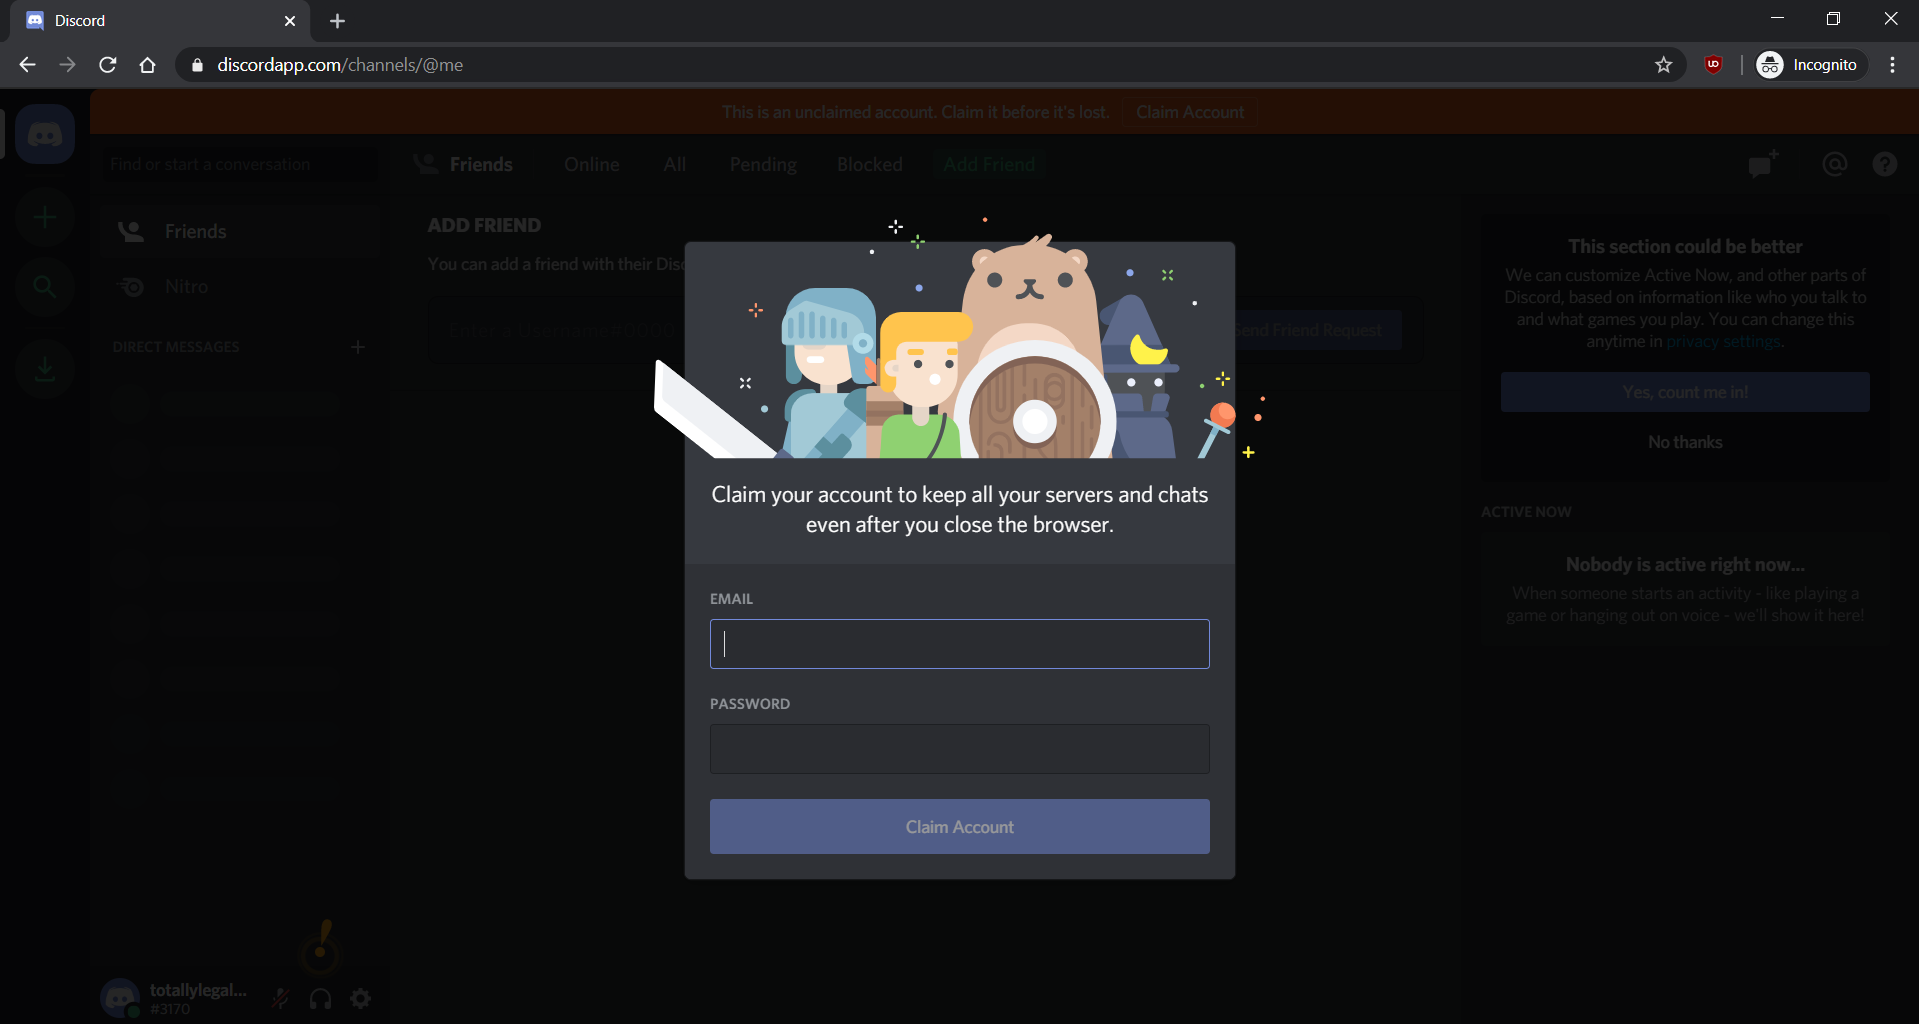 Discord
discordapp.com/channels/@me
Incognito
This is an unclaimed account. Claim it before it's lost.
Claim Account
Find or start a conversation
Friends
Online
All
Pending
Blocked
Add Friend
Friends
Nitro
DIRECT MESSAGES
ADD FRIEND
You can add a friend with their Disc
Send Friend Request
This section could be better
We can customize Active Now, and other parts of
Discord, based on information like who you talk to
and what games you play. You can change this
anytime in privacy settings.
Yes, count me in!
No thanks
ACTIVE NOW
Nobody is active right now...
When someone starts an activity - like playing a
game or hanging out on voice - we'll show it here!
Claim your account to keep all your servers and chats
even after you close the browser.
EMAIL
PASSWORD
Claim Account
totallylegal...
#3170